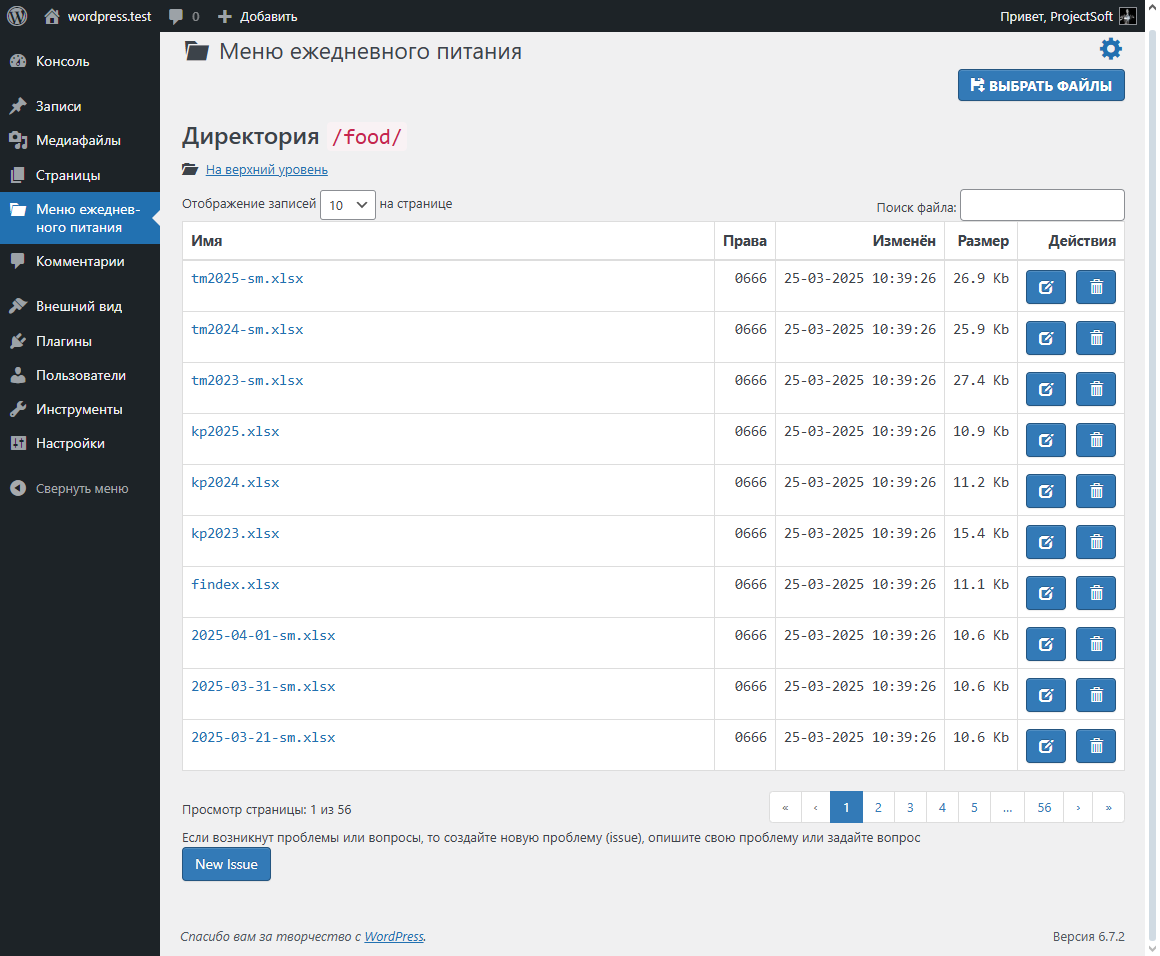 wordpress.test 0 Добавить Привет, ProjectSoft
Консоль
Записи
Медиафайлы
Страницы
Меню ежеднев-
ного питания
Комментарии
Внешний вид
Плагины
Пользователи
Инструменты
Настройки
Свернуть меню
Меню ежедневного питания
ВЫБРАТЬ ФАЙЛЫ
Директория /food/
На верхний уровень
Отображение записей 10 на странице
Поиск файла:
Имя Права Изменён Размер Действия
tm2025-sm.xlsx 0666 25-03-2025 10:39:26 26.9 Kb
tm2024-sm.xlsx 0666 25-03-2025 10:39:26 25.9 Kb
tm2023-sm.xlsx 0666 25-03-2025 10:39:26 27.4 Kb
kp2025.xlsx 0666 25-03-2025 10:39:26 10.9 Kb
kp2024.xlsx 0666 25-03-2025 10:39:26 11.2 Kb
kp2023.xlsx 0666 25-03-2025 10:39:26 15.4 Kb
findex.xlsx 0666 25-03-2025 10:39:26 11.1 Kb
2025-04-01-sm.xlsx 0666 25-03-2025 10:39:26 10.6 Kb
2025-03-31-sm.xlsx 0666 25-03-2025 10:39:26 10.6 Kb
2025-03-21-sm.xlsx 0666 25-03-2025 10:39:26 10.6 Kb
Просмотр страницы: 1 из 56
« ‹ 1 2 3 4 5 ... 56 › »
Если возникнут проблемы или вопросы, то создайте новую проблему (issue), опишите свою проблему или задайте вопрос
New Issue
Спасибо вам за творчество с WordPress. Версия 6.7.2